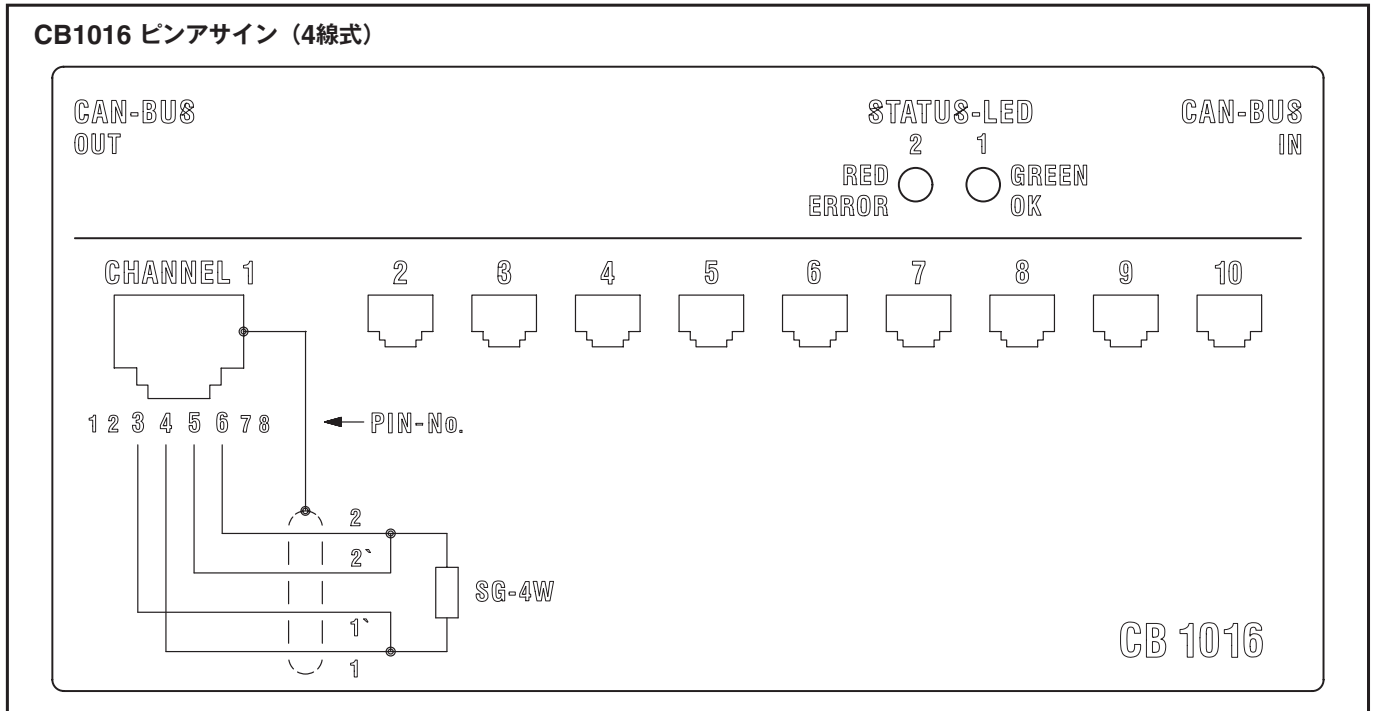 CB1016 ピンアサイン（4線式）
CAN-BUS
OUT
STATUS-LED
2 1
RED
ERROR
GREEN
OK
CAN-BUS
IN
CHANNEL 1 2 3 4 5 6 7 8 9 10
1 2 3 4 5 6 7 8
PIN-No.
2
2`
SG-4W
1`
1
CB 1016